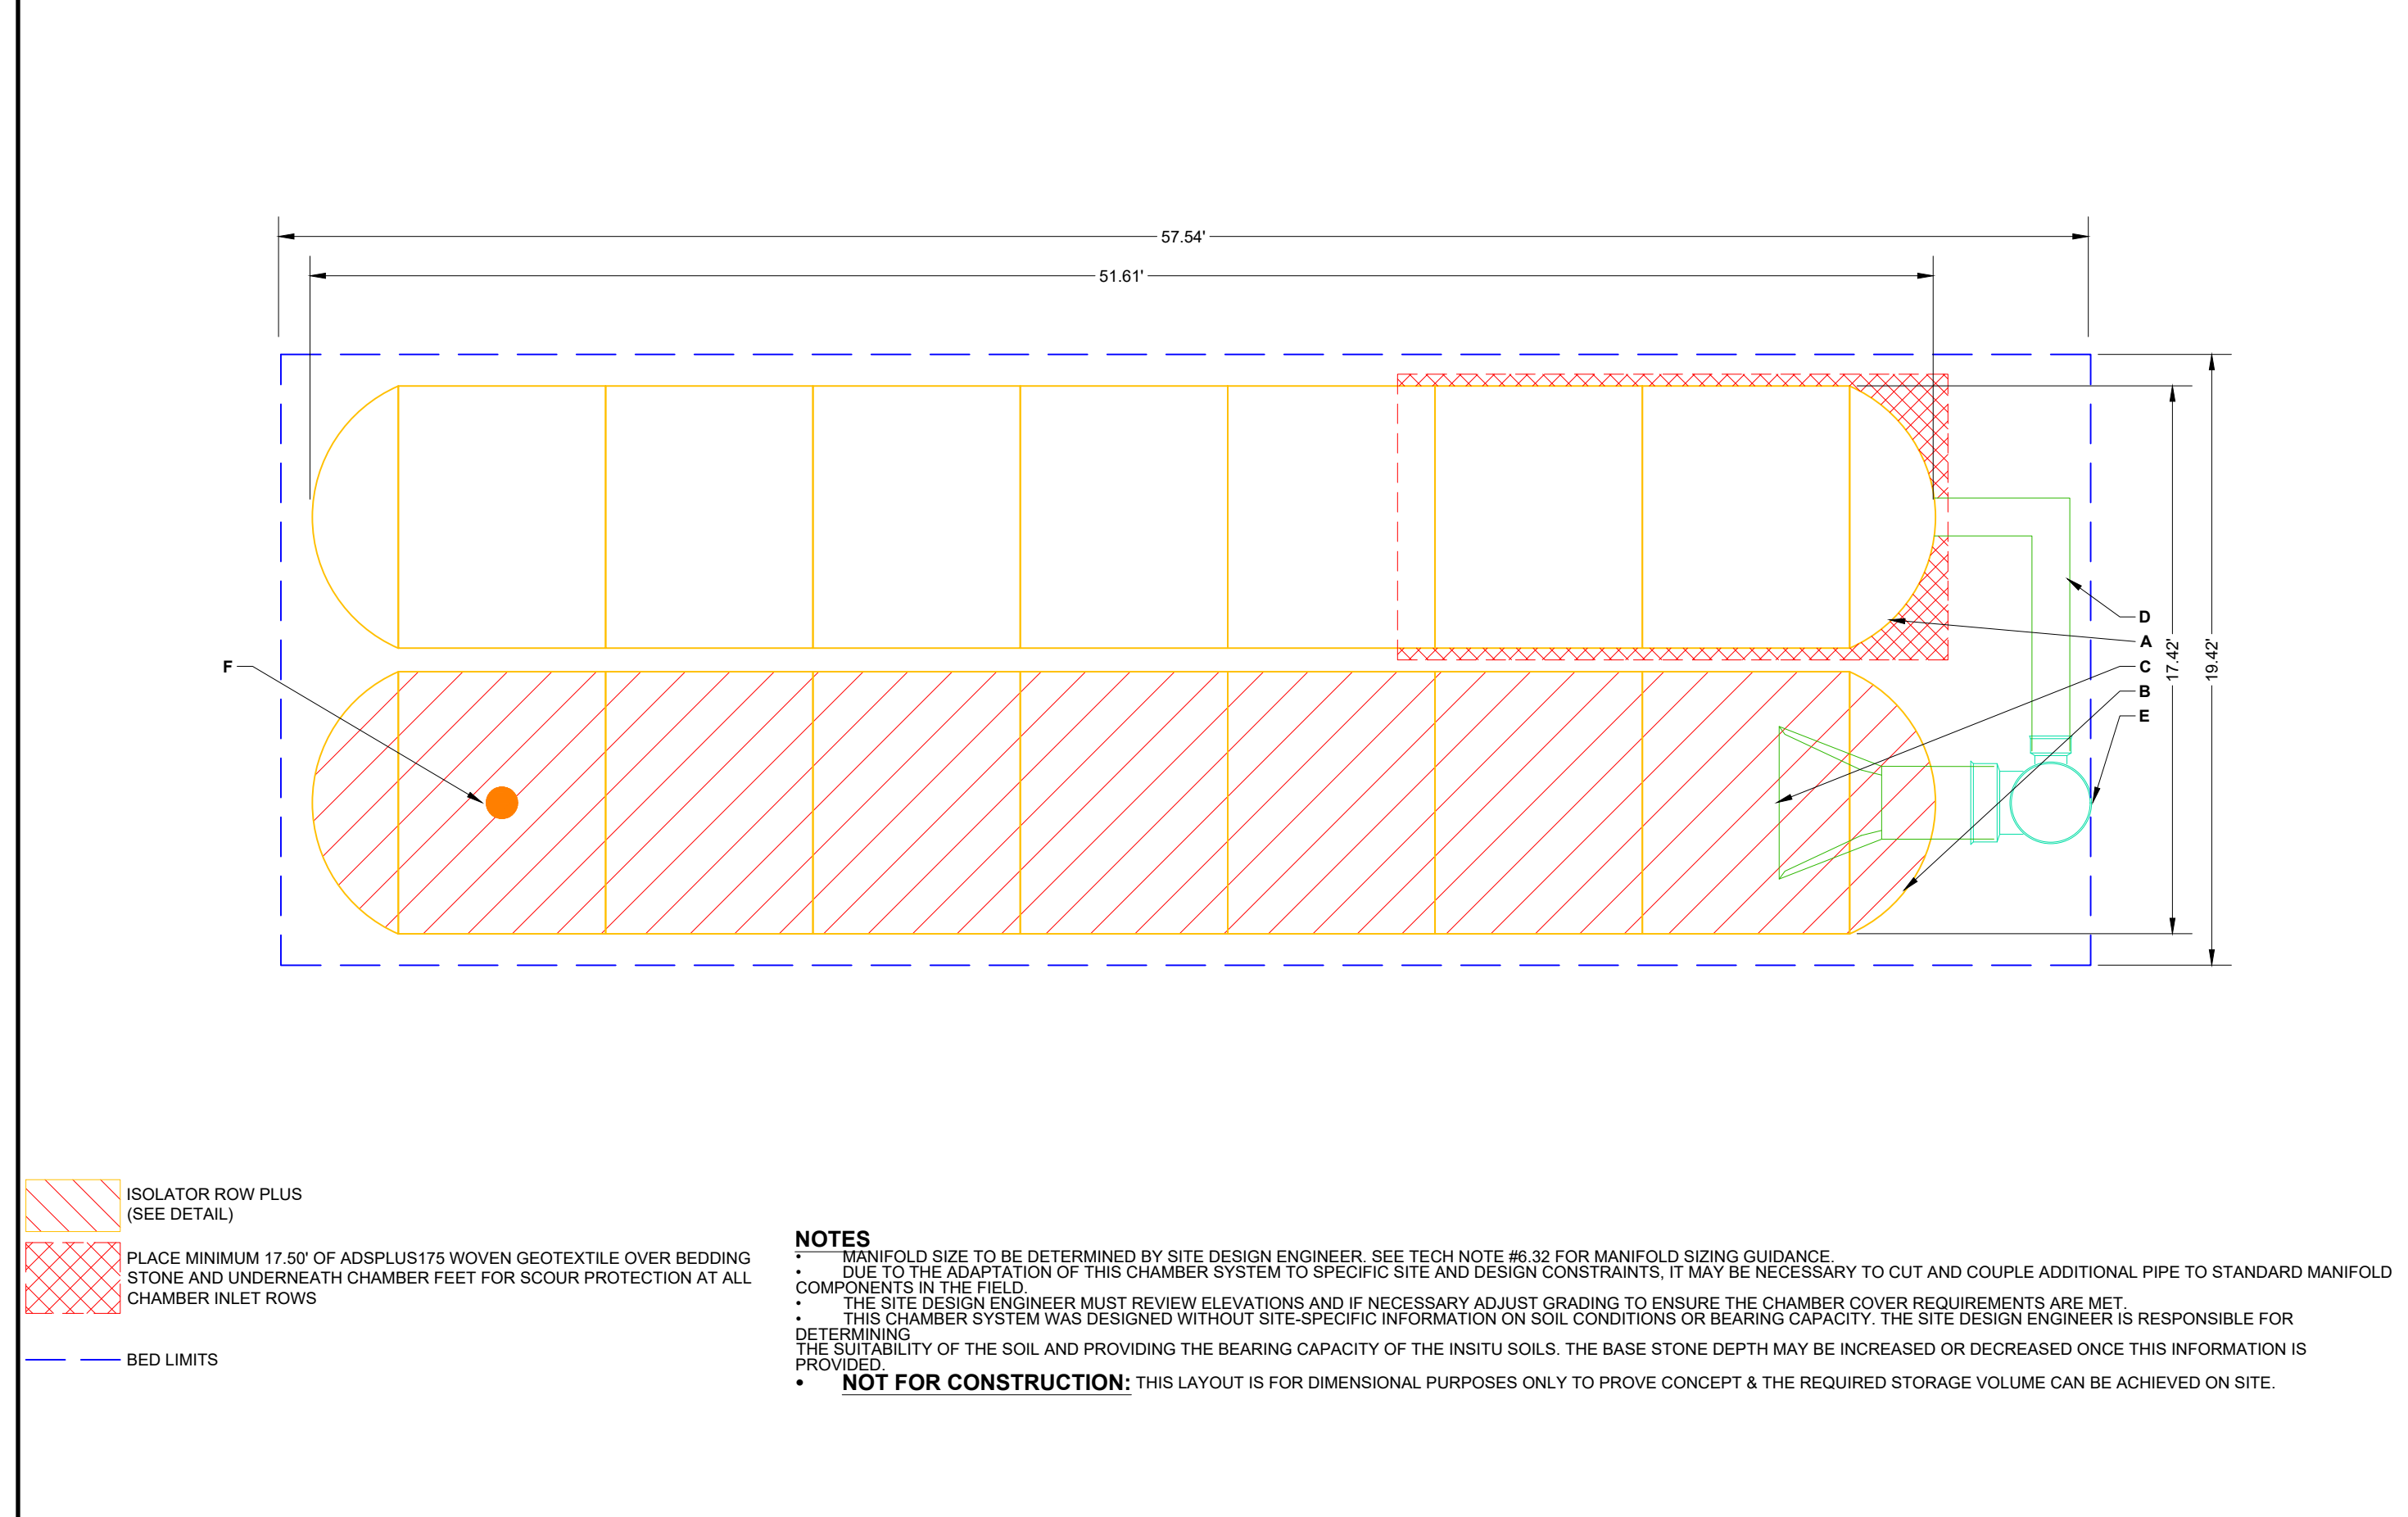 57.54'
51.61'
D
A
C
B
E
F
17.42'
19.42'
ISOLATOR ROW PLUS
(SEE DETAIL)
PLACE MINIMUM 17.50' OF ADSPLUS175 WOVEN GEOTEXTILE OVER BEDDING
STONE AND UNDERNEATH CHAMBER FEET FOR SCOUR PROTECTION AT ALL
CHAMBER INLET ROWS
BED LIMITS
NOTES
• MANIFOLD SIZE TO BE DETERMINED BY SITE DESIGN ENGINEER. SEE TECH NOTE #6.32 FOR MANIFOLD SIZING GUIDANCE.
• DUE TO THE ADAPTATION OF THIS CHAMBER SYSTEM TO SPECIFIC SITE AND DESIGN CONSTRAINTS, IT MAY BE NECESSARY TO CUT AND COUPLE ADDITIONAL PIPE TO STANDARD MANIFOLD
COMPONENTS IN THE FIELD.
• THE SITE DESIGN ENGINEER MUST REVIEW ELEVATIONS AND IF NECESSARY ADJUST GRADING TO ENSURE THE CHAMBER COVER REQUIREMENTS ARE MET.
• THIS CHAMBER SYSTEM WAS DESIGNED WITHOUT SITE-SPECIFIC INFORMATION ON SOIL CONDITIONS OR BEARING CAPACITY. THE SITE DESIGN ENGINEER IS RESPONSIBLE FOR
DETERMINING
THE SUITABILITY OF THE SOIL AND PROVIDING THE BEARING CAPACITY OF THE INSITU SOILS. THE BASE STONE DEPTH MAY BE INCREASED OR DECREASED ONCE THIS INFORMATION IS
PROVIDED.
• NOT FOR CONSTRUCTION: THIS LAYOUT IS FOR DIMENSIONAL PURPOSES ONLY TO PROVE CONCEPT & THE REQUIRED STORAGE VOLUME CAN BE ACHIEVED ON SITE.